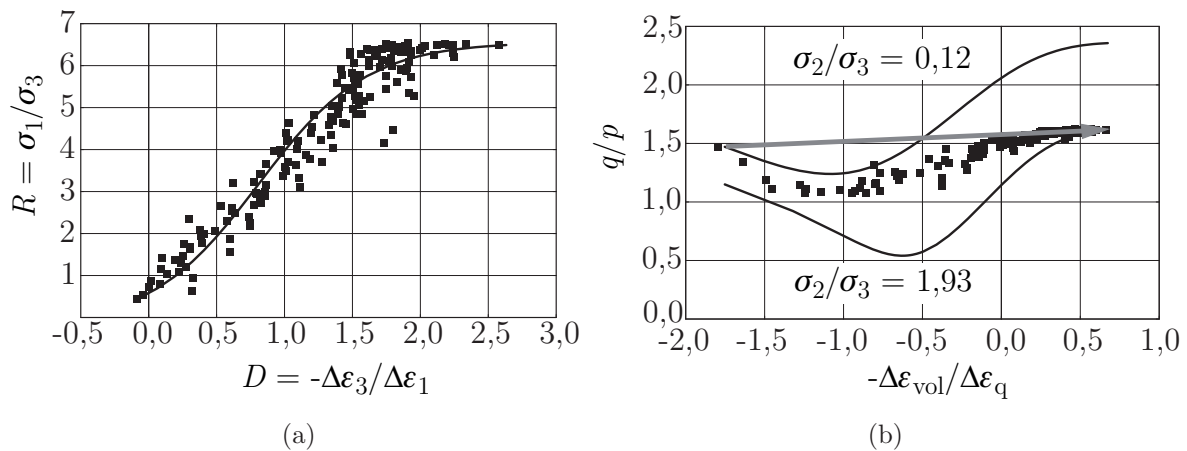 7
6
5
4
3
2
1
R = σ₁/σ₃
-0,5 0,0 0,5 1,0 1,5 2,0 2,5 3,0
D = -Δε₃/Δε₁
(a)
2,5
2,0
1,5
1,0
0,5
0,0
q/p
σ₂/σ₃ = 0,12
σ₂/σ₃ = 1,93
-2,0 -1,5 -1,0 -0,5 0,0 0,5 1,0
-Δε_vol/Δε_q
(b)